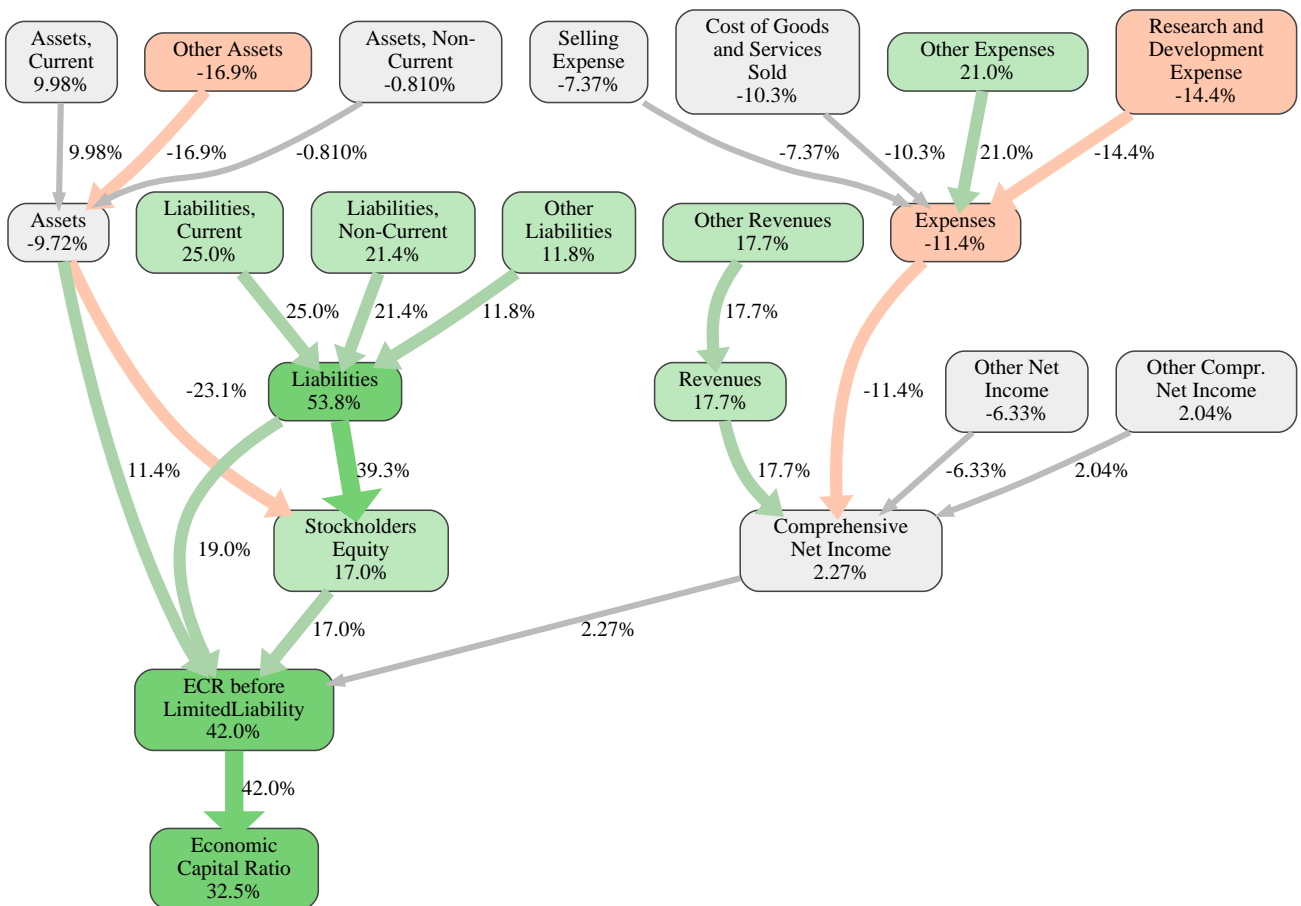 Assets,
Current
9.98%
Other Assets
-16.9%
Assets, Non-
Current
-0.810%
Selling
Expense
-7.37%
Cost of Goods
and Services
Sold
-10.3%
Other Expenses
21.0%
Research and
Development
Expense
-14.4%
9.98%
-16.9%
-0.810%
-7.37%
-10.3%
21.0%
-14.4%
Assets
-9.72%
Liabilities,
Current
25.0%
Liabilities,
Non-Current
21.4%
Other
Liabilities
11.8%
Other Revenues
17.7%
Expenses
-11.4%
25.0%
21.4%
11.8%
17.7%
Liabilities
53.8%
Revenues
17.7%
Other Net
Income
-6.33%
Other Compr.
Net Income
2.04%
-23.1%
-11.4%
11.4%
39.3%
17.7%
-6.33%
2.04%
Stockholders
Equity
17.0%
Comprehensive
Net Income
2.27%
19.0%
17.0%
2.27%
ECR before
LimitedLiability
42.0%
42.0%
Economic
Capital Ratio
32.5%